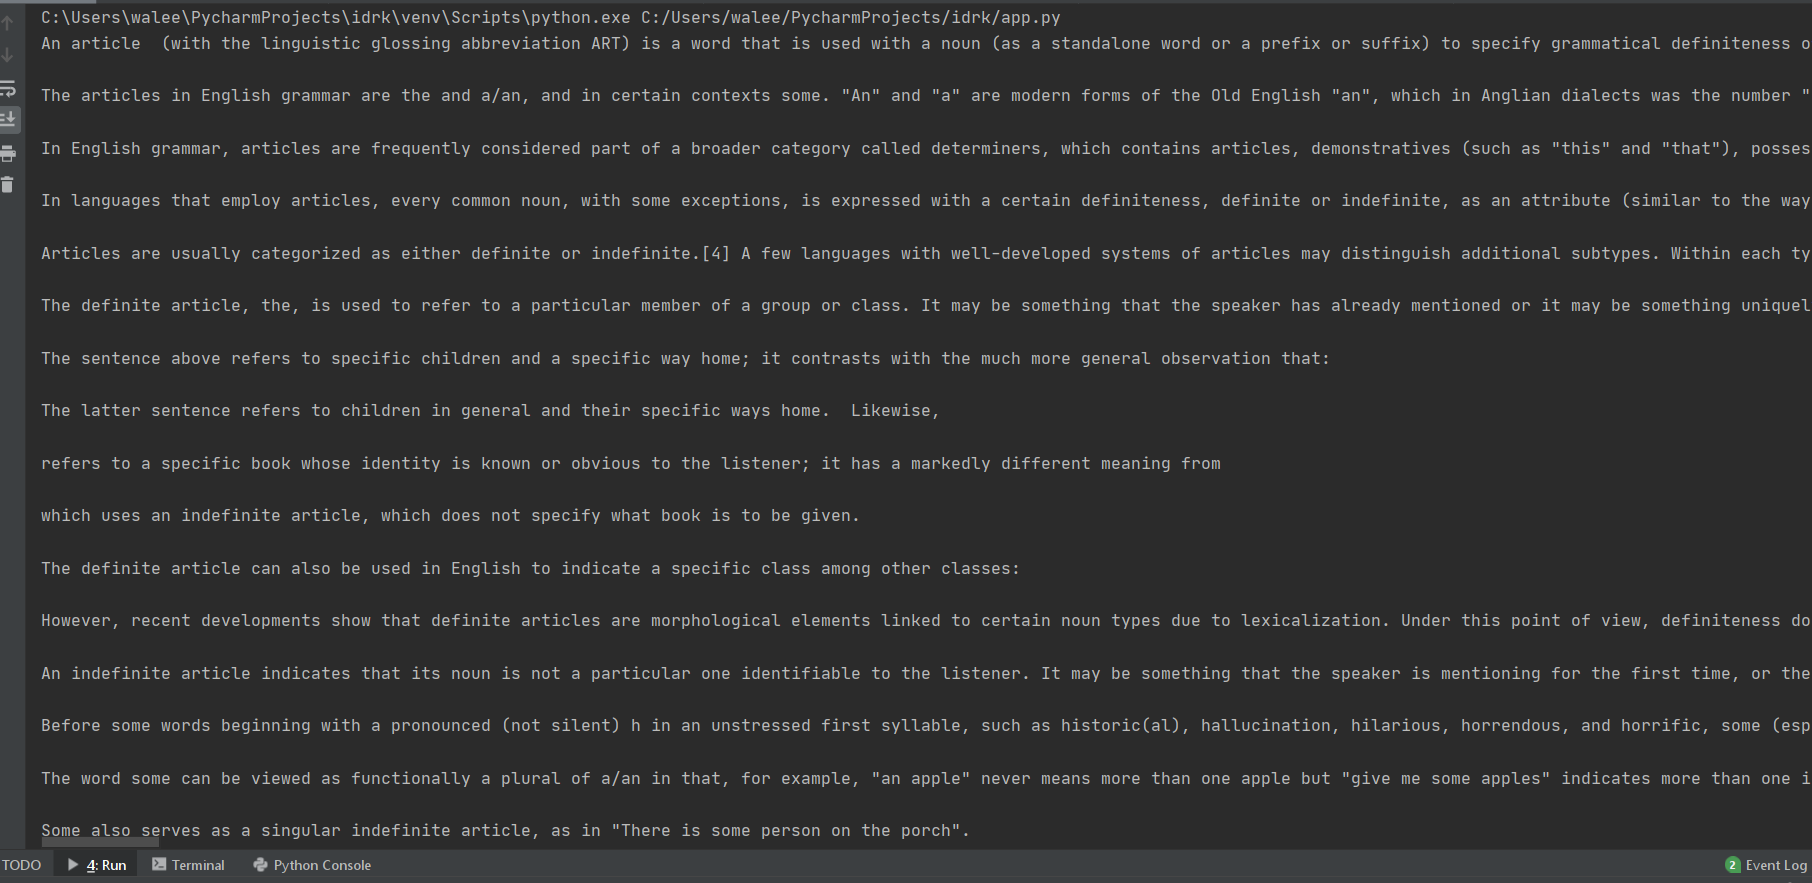 C:\Users\walee\PycharmProjects\idrk\venv\Scripts\python.exe C:/Users/walee/PycharmProjects/idrk/app.py
An article  (with the linguistic glossing abbreviation ART) is a word that is used with a noun (as a standalone word or a prefix or suffix) to specify grammatical definiteness o
The articles in English grammar are the and a/an, and in certain contexts some. "An" and "a" are modern forms of the Old English "an", which in Anglian dialects was the number "
In English grammar, articles are frequently considered part of a broader category called determiners, which contains articles, demonstratives (such as "this" and "that"), posses
In languages that employ articles, every common noun, with some exceptions, is expressed with a certain definiteness, definite or indefinite, as an attribute (similar to the way
Articles are usually categorized as either definite or indefinite.[4] A few languages with well-developed systems of articles may distinguish additional subtypes. Within each ty
The definite article, the, is used to refer to a particular member of a group or class. It may be something that the speaker has already mentioned or it may be something uniquel
The sentence above refers to specific children and a specific way home; it contrasts with the much more general observation that:
The latter sentence refers to children in general and their specific ways home.  Likewise,
refers to a specific book whose identity is known or obvious to the listener; it has a markedly different meaning from
which uses an indefinite article, which does not specify what book is to be given.
The definite article can also be used in English to indicate a specific class among other classes:
However, recent developments show that definite articles are morphological elements linked to certain noun types due to lexicalization. Under this point of view, definiteness do
An indefinite article indicates that its noun is not a particular one identifiable to the listener. It may be something that the speaker is mentioning for the first time, or the
Before some words beginning with a pronounced (not silent) h in an unstressed first syllable, such as historic(al), hallucination, hilarious, horrendous, and horrific, some (esp
The word some can be viewed as functionally a plural of a/an in that, for example, "an apple" never means more than one apple but "give me some apples" indicates more than one i
Some also serves as a singular indefinite article, as in "There is some person on the porch".
TODO 4: Run Terminal Python Console 2 Event Log